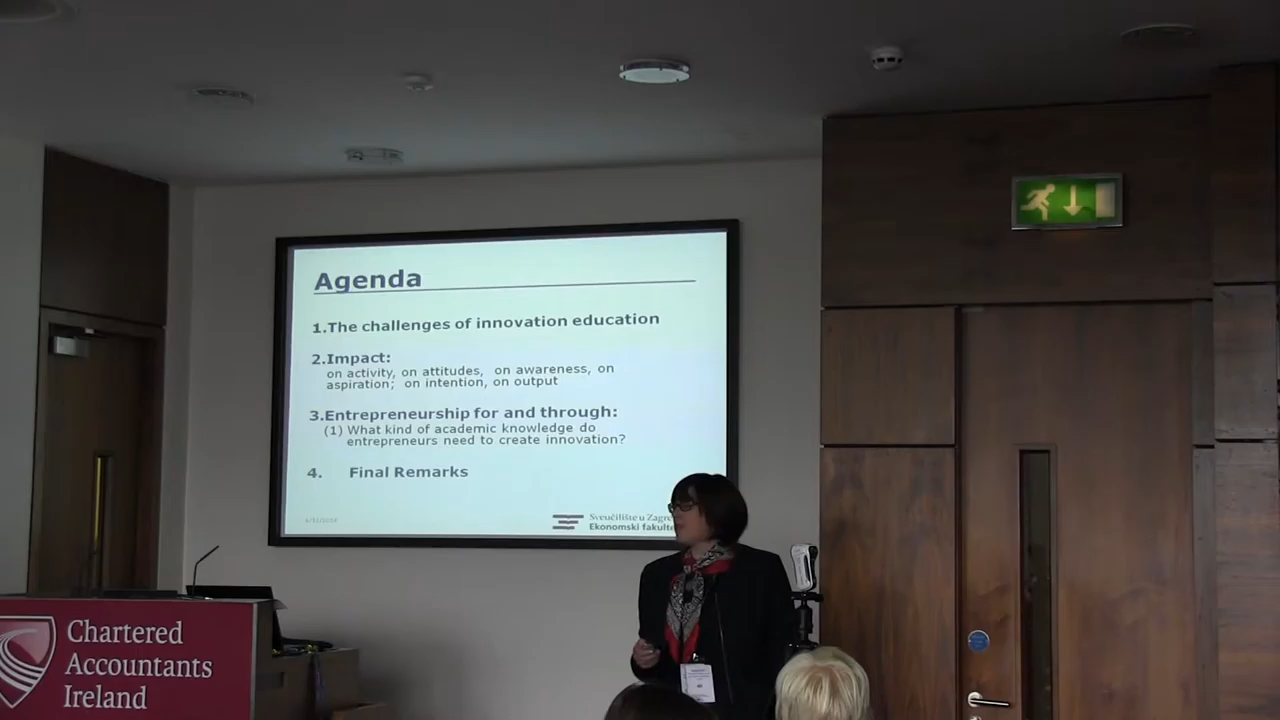 Agenda
1.The challenges of innovation education
2.Impact:
on activity, on attitudes, on awareness, on
aspiration; on intention, on output
3.Entrepreneurship for and through:
(1) What kind of academic knowledge do
entrepreneurs need to create innovation?
4. Final Remarks
Sveučilište u Zagre
Ekonomski fakulte
Chartered
Accountants
Ireland